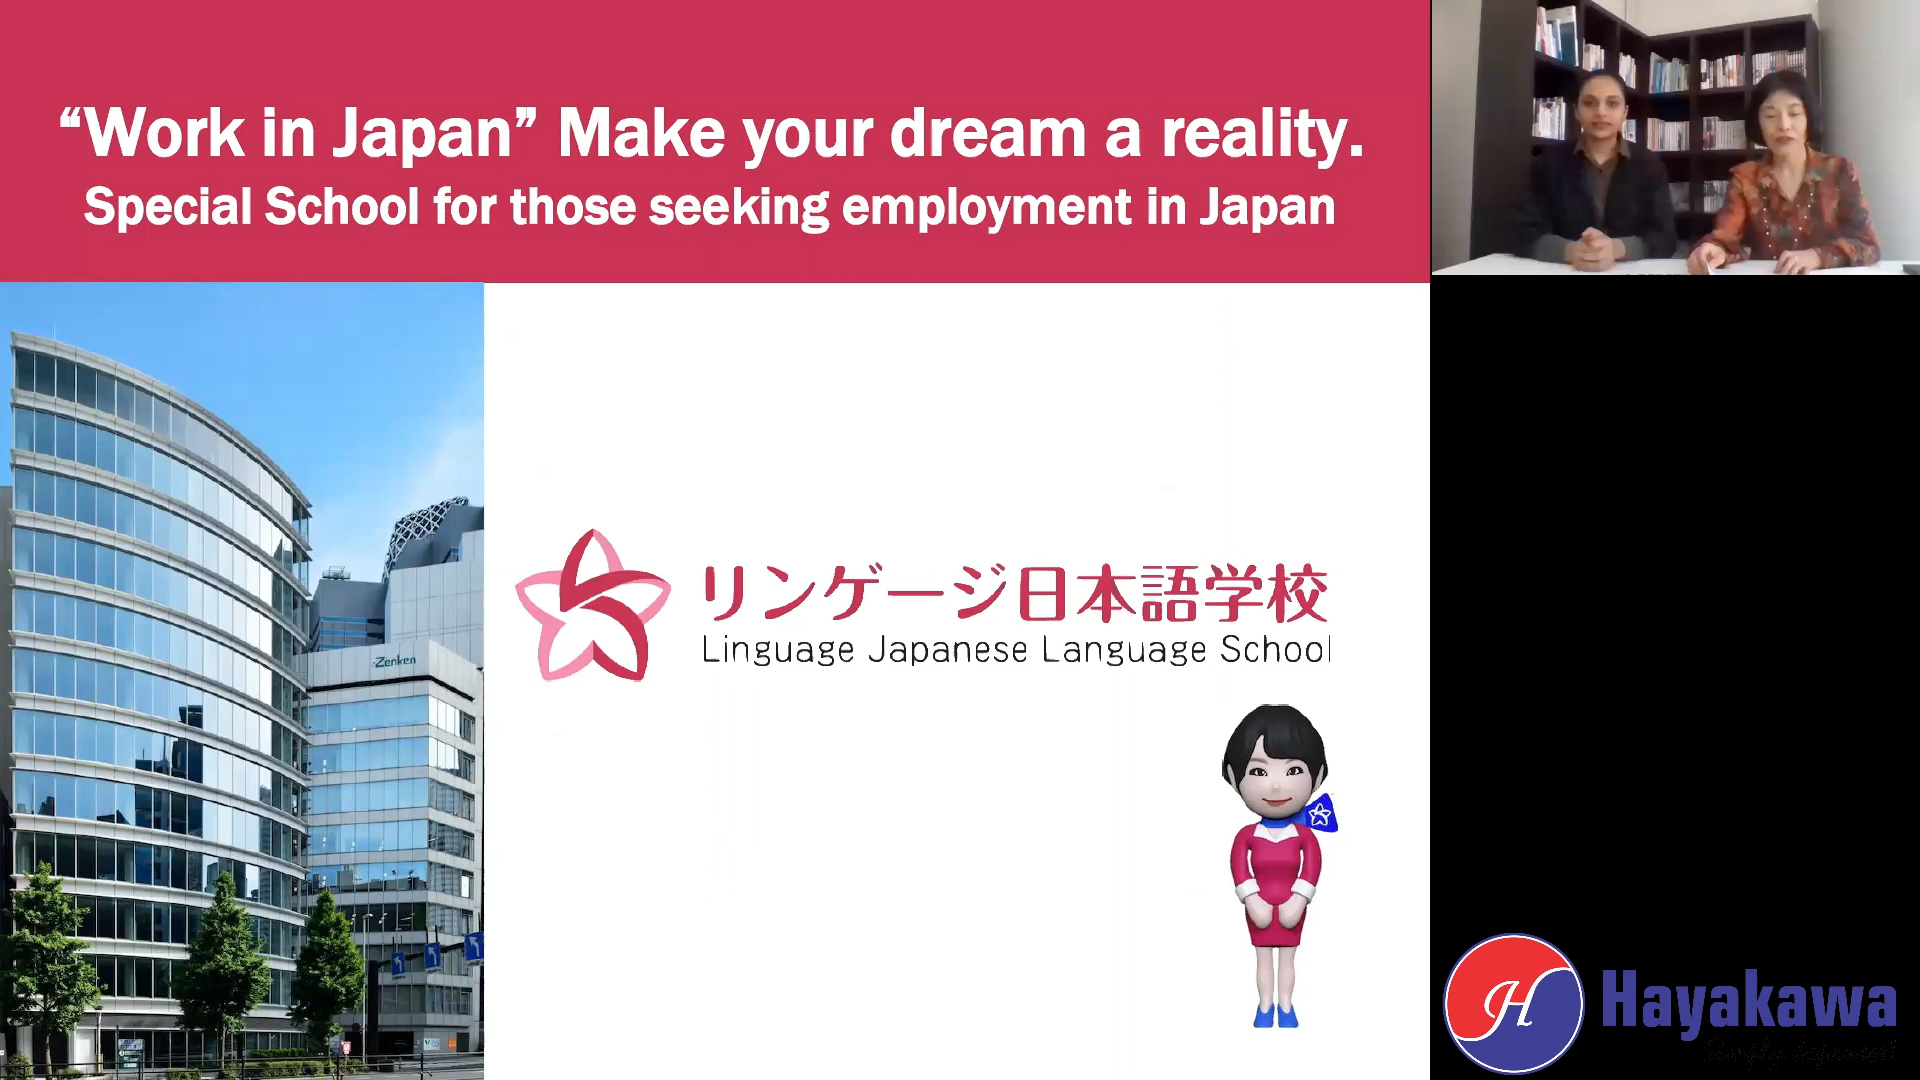 “Work in Japan” Make your dream a reality.
Special School for those seeking employment in Japan
Zenken
リンゲージ日本語学校
Linguage Japanese Language School
H
Hayakawa